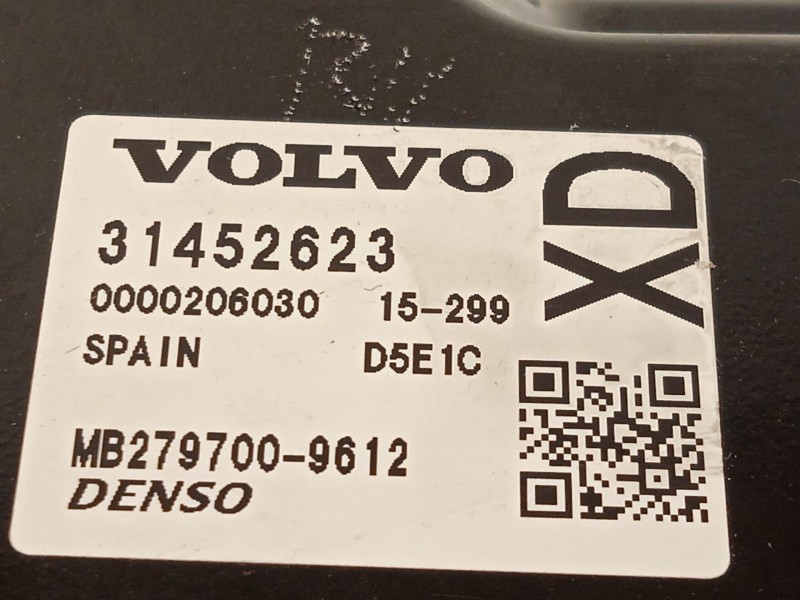 VOLVO
31452623
0000206030 15-299
SPAIN D5E1C
MB279700-9612
DENSO
XD